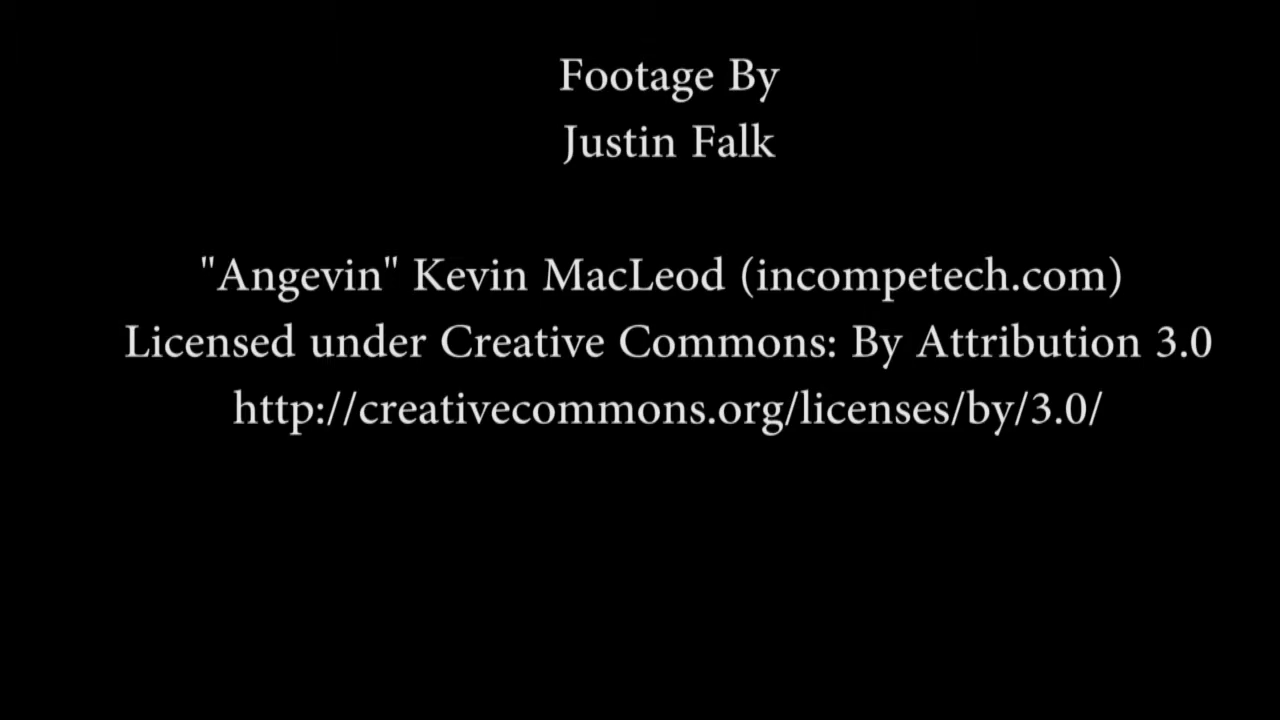 Footage By
Justin Falk
"Angevin" Kevin MacLeod (incompetech.com)
Licensed under Creative Commons: By Attribution 3.0
http://creativecommons.org/licenses/by/3.0/